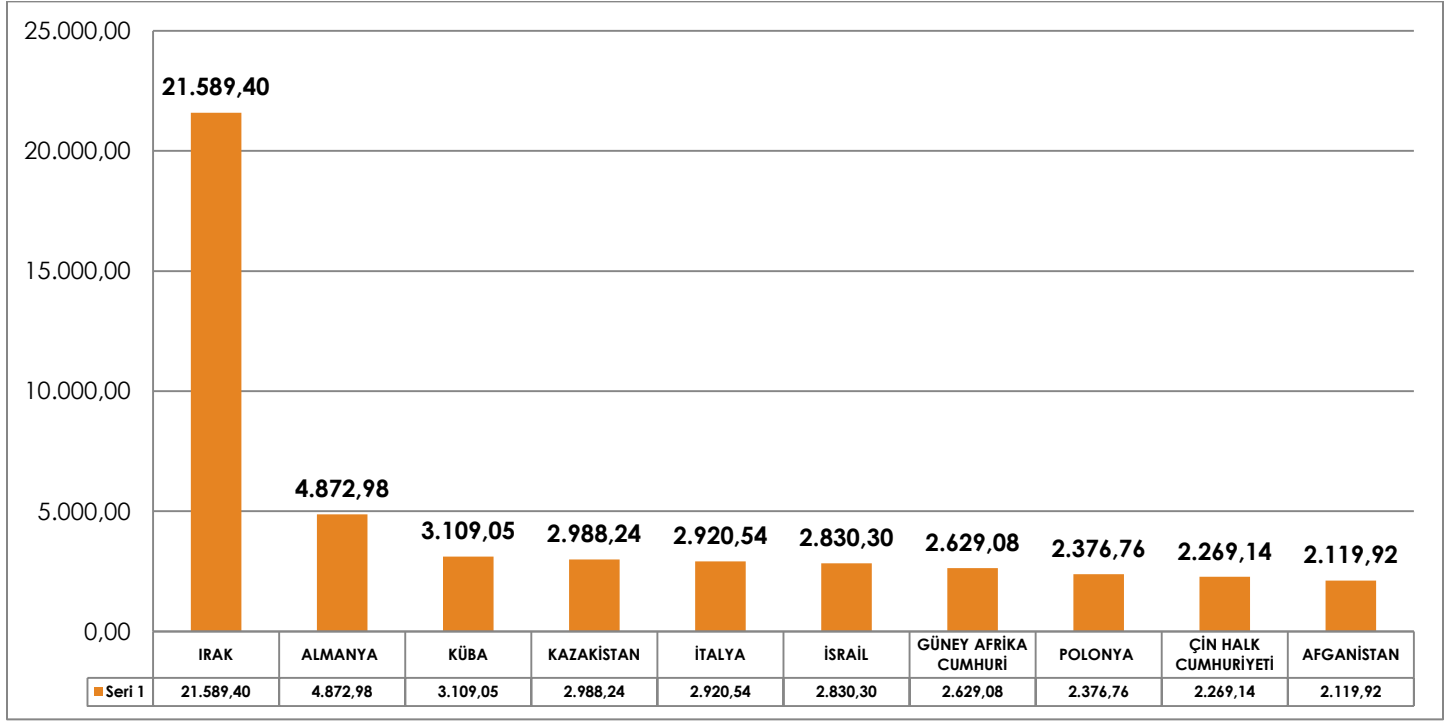 25.000,00
20.000,00
15.000,00
10.000,00
5.000,00
0,00
21.589,40
4.872,98
3.109,05
2.988,24
2.920,54
2.830,30
2.629,08
2.376,76
2.269,14
2.119,92
IRAK
ALMANYA
KÜBA
KAZAKİSTAN
İTALYA
İSRAİL
GÜNEY AFRİKA
CUMHURİ
POLONYA
ÇİN HALK
CUMHURİYETİ
AFGANİSTAN
Seri 1 21.589,40 4.872,98 3.109,05 2.988,24 2.920,54 2.830,30 2.629,08 2.376,76 2.269,14 2.119,92